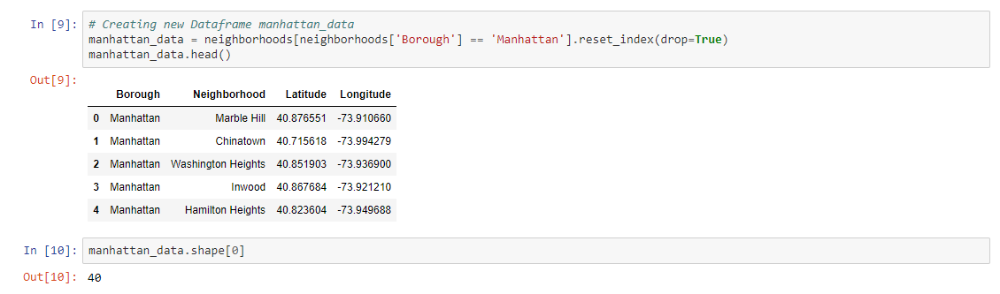 In [9]: # Creating new Dataframe manhattan_data
manhattan_data = neighborhoods[neighborhoods['Borough'] == 'Manhattan'].reset_index(drop=True)
manhattan_data.head()
Out[9]:
Borough Neighborhood Latitude Longitude
0 Manhattan Marble Hill 40.876551 -73.910660
1 Manhattan Chinatown 40.715618 -73.994279
2 Manhattan Washington Heights 40.851903 -73.936900
3 Manhattan Inwood 40.867684 -73.921210
4 Manhattan Hamilton Heights 40.823604 -73.949688
In [10]: manhattan_data.shape[0]
Out[10]: 40